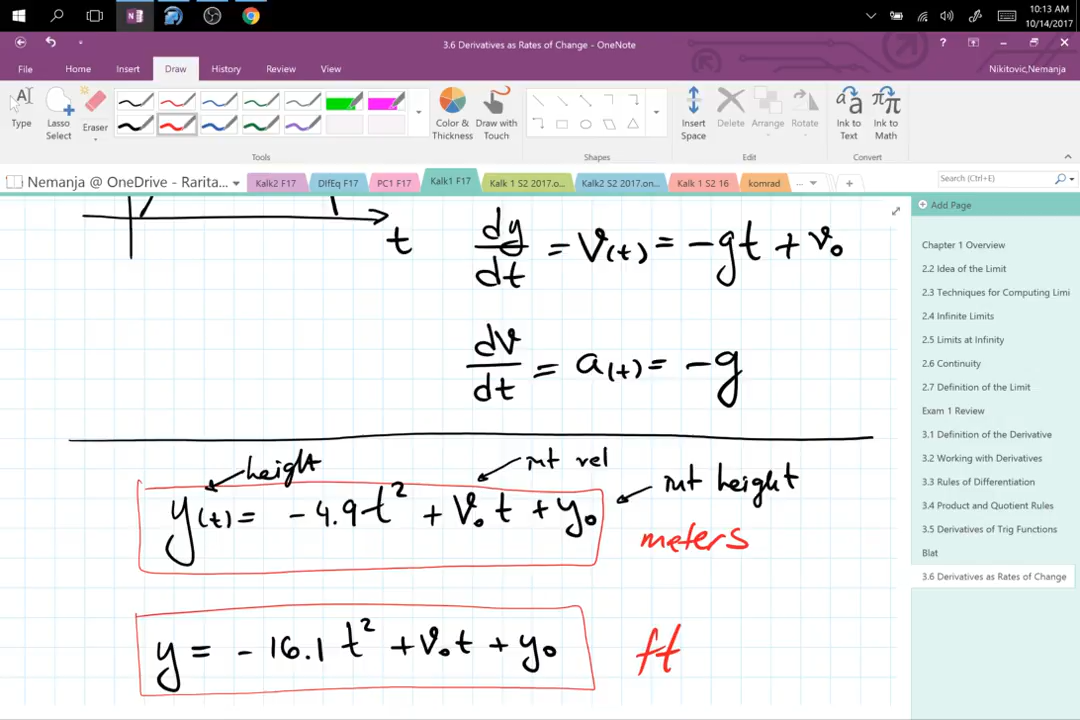 10:13 AM
10/14/2017
3.6 Derivatives as Rates of Change - OneNote
?
File Home Insert Draw History Review View
Nikitovic,Nemanja
Type
Lasso Select
Eraser
Color & Thickness
Draw with Touch
Insert Space
Delete
Arrange
Rotate
Ink to Text
Ink to Math
Tools
Shapes
Edit
Convert
Nemanja @ OneDrive - Rarita...
Kalk2 F17
DIfEq F17
PC1 F17
Kalk1 F17
Kalk 1 S2 2017.o...
Kalk2 S2 2017.on...
Kalk 1 S2 16
komrad
...
Search (Ctrl+E)
Add Page
Chapter 1 Overview
2.2 Idea of the Limit
2.3 Techniques for Computing Limi
2.4 Infinite Limits
2.5 Limits at Infinity
2.6 Continuity
2.7 Definition of the Limit
Exam 1 Review
3.1 Definition of the Derivative
3.2 Working with Derivatives
3.3 Rules of Differentiation
3.4 Product and Quotient Rules
3.5 Derivatives of Trig Functions
Blat
3.6 Derivatives as Rates of Change
t
dy/dt = v(t) = -gt + v₀
dv/dt = a(t) = -g
height
int vel
int height
y(t) = -4.9t² + v₀t + y₀
meters
y = -16.1t² + v₀t + y₀
ft